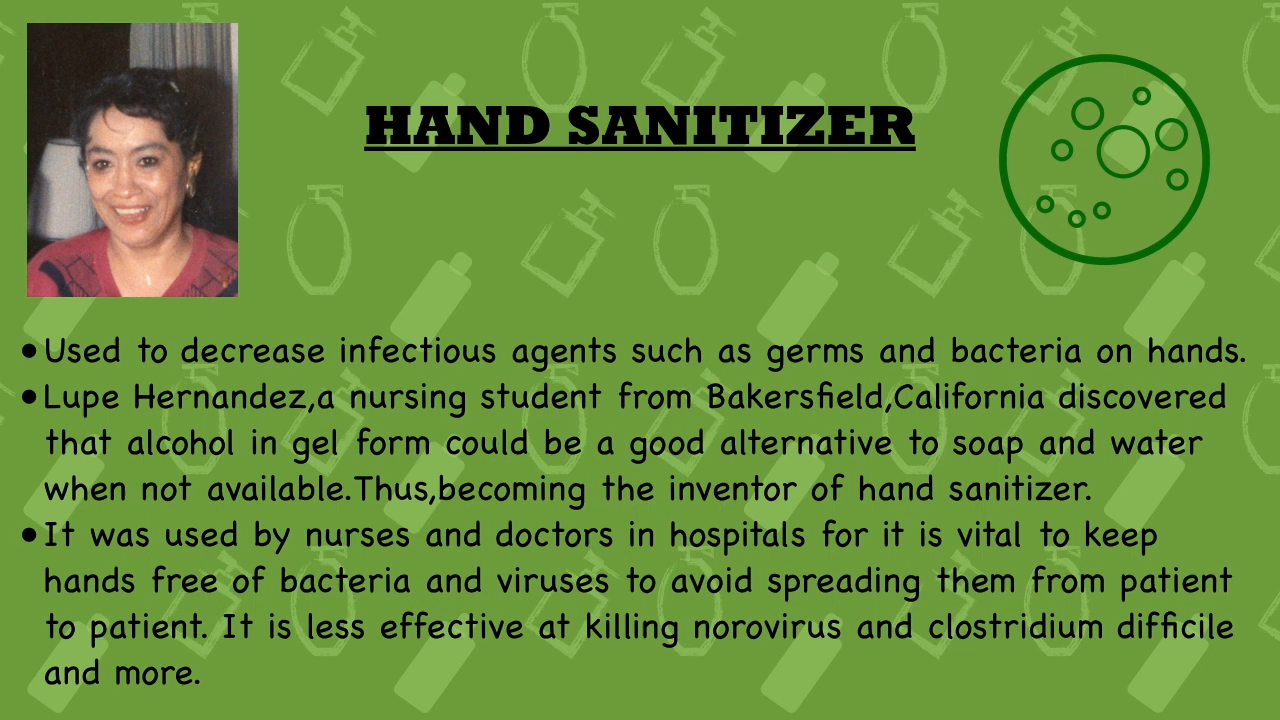 HAND SANITIZER
•Used to decrease infectious agents such as germs and bacteria on hands.
•Lupe Hernandez,a nursing student from Bakersfield,California discovered
that alcohol in gel form could be a good alternative to soap and water
when not available.Thus,becoming the inventor of hand sanitizer.
•It was used by nurses and doctors in hospitals for it is vital to keep
hands free of bacteria and viruses to avoid spreading them from patient
to patient. It is less effective at killing norovirus and clostridium difficile
and more.